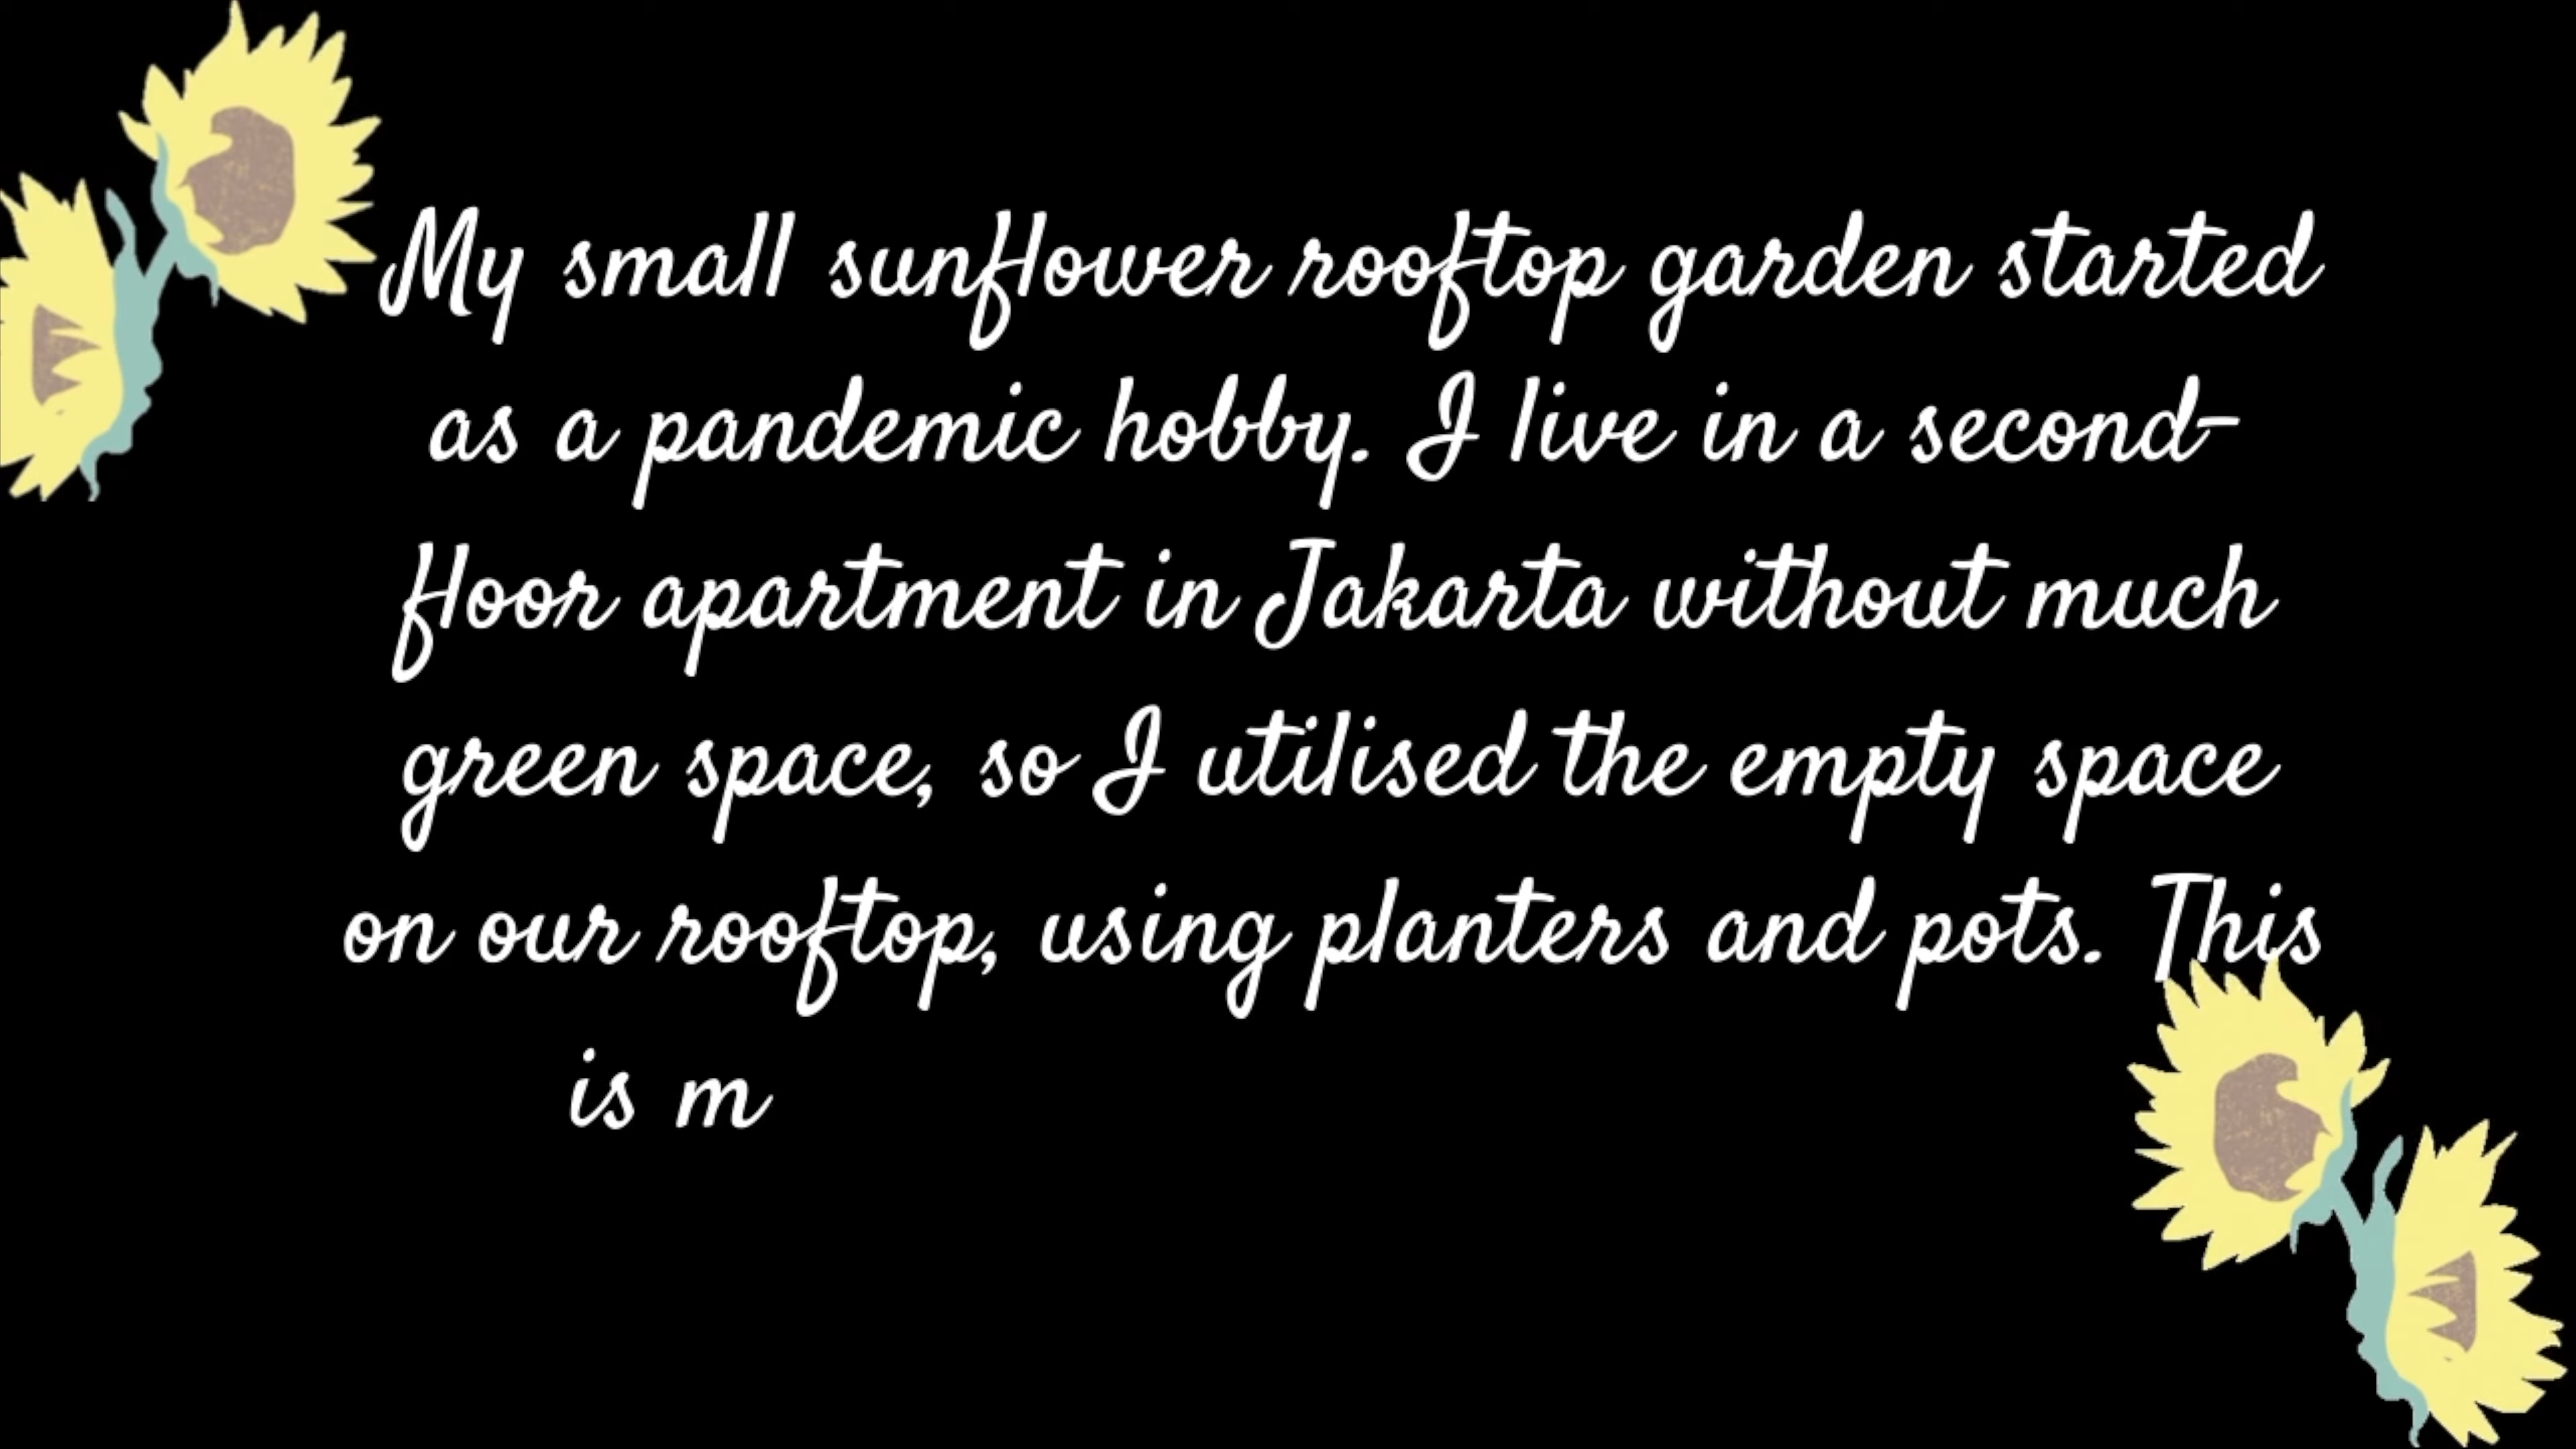 My small sunflower rooftop garden started
as a pandemic hobby. I live in a second-
floor apartment in Jakarta without much
green space, so I utilised the empty space
on our rooftop, using planters and pots. This
is m